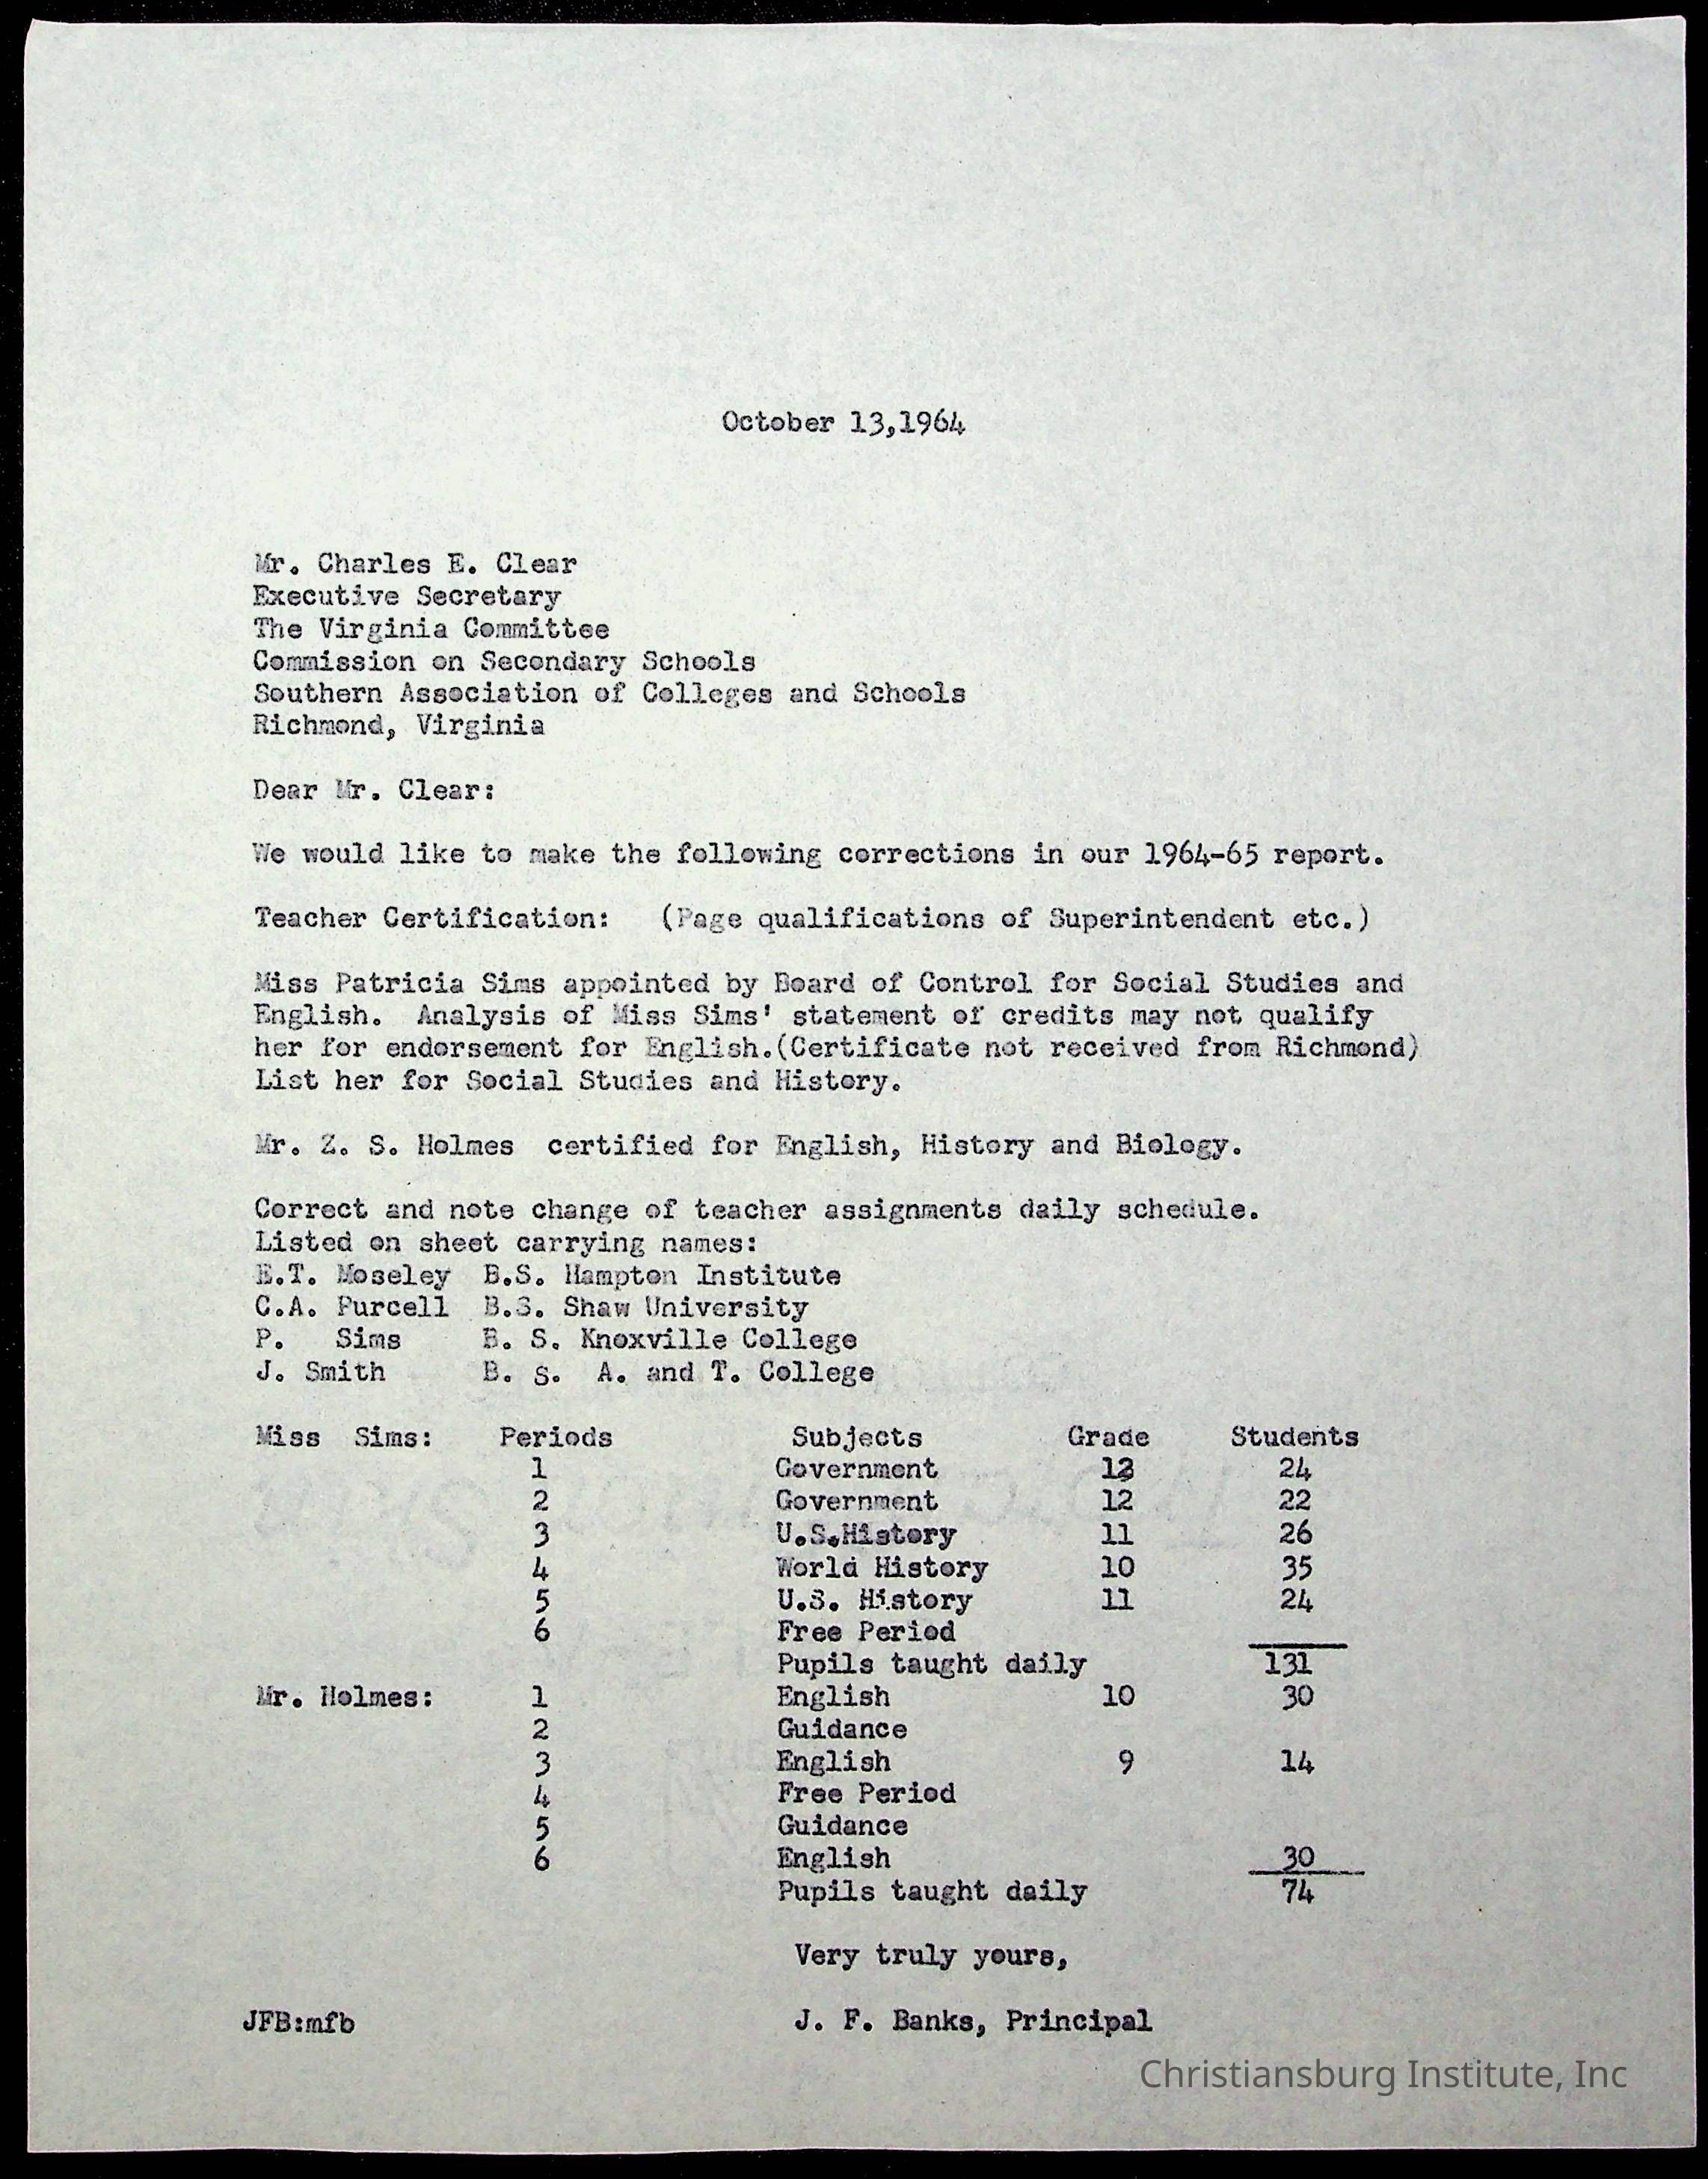 October 13,1964
Mr. Charles E. Clear
Executive Secretary
The Virginia Committee
Commission on Secondary Schools
Southern Association of Colleges and Schools
Richmond, Virginia
Dear Mr. Clear:
We would like to make the following corrections in our 1964-65 report.
Teacher Certification: (Page qualifications of Superintendent etc.)
Miss Patricia Sims appointed by Board of Control for Social Studies and
English. Analysis of Miss Sims' statement of credits may not qualify
her for endorsement for English.(Certificate not received from Richmond)
List her for Social Studies and History.
Mr. Z. S. Holmes certified for English, History and Biology.
Correct and note change of teacher assignments daily schedule.
Listed on sheet carrying names:
E.T. Moseley B.S. Hampton Institute
C.A. Purcell B.S. Shaw University
P. Sims B. S. Knoxville College
J. Smith B. S. A. and T. College
Miss Sims: Periods Subjects Grade Students
1 Government 12 24
2 Government 12 22
3 U.S.History 11 26
4 World History 10 35
5 U.S. History 11 24
6 Free Period
Pupils taught daily 131
Mr. Holmes: 1 English 10 30
2 Guidance
3 English 9 14
4 Free Period
5 Guidance
6 English 30
Pupils taught daily 74
Very truly yours,
JFB:mfb J. F. Banks, Principal
Christiansburg Institute, Inc